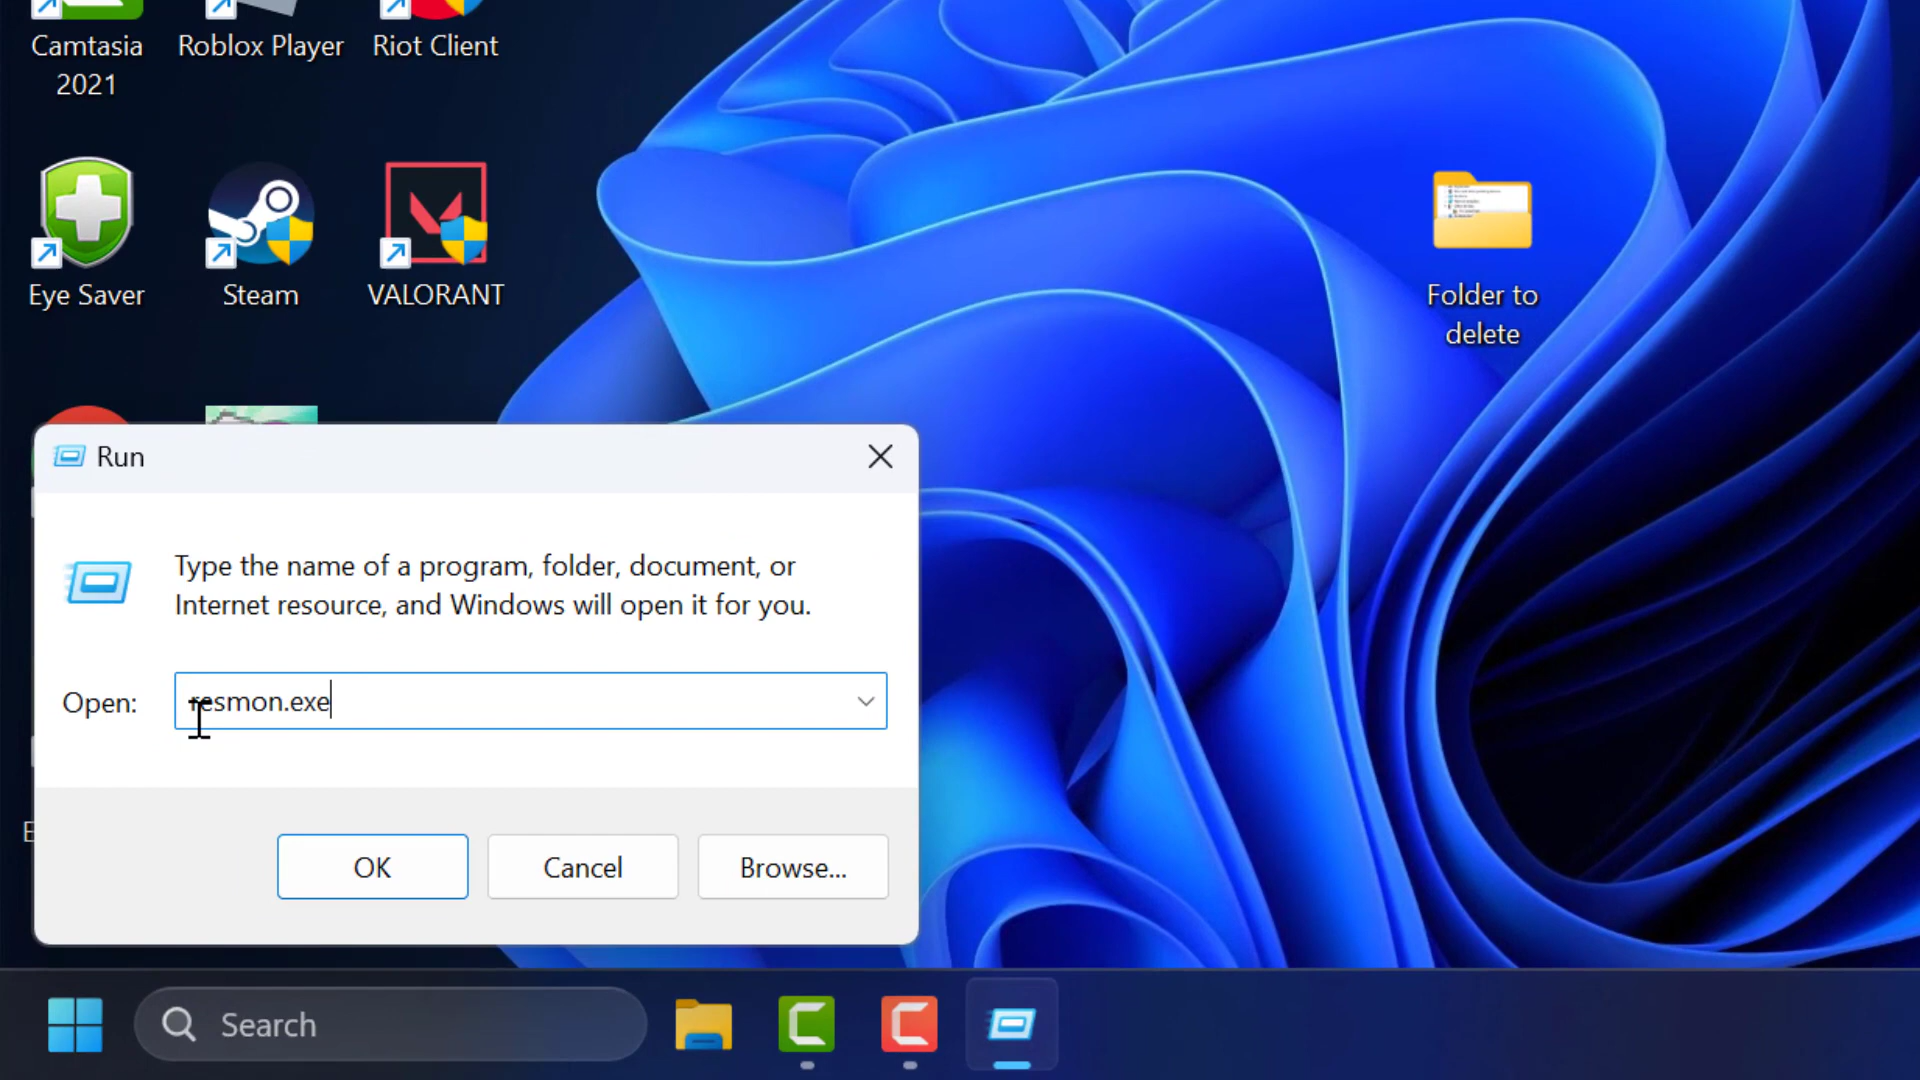 Camtasia
2021
Roblox Player
Riot Client
Eye Saver
Steam
VALORANT
Folder to
delete
Run
Type the name of a program, folder, document, or
Internet resource, and Windows will open it for you.
Open:
resmon.exe
E
OK
Cancel
Browse...
Search